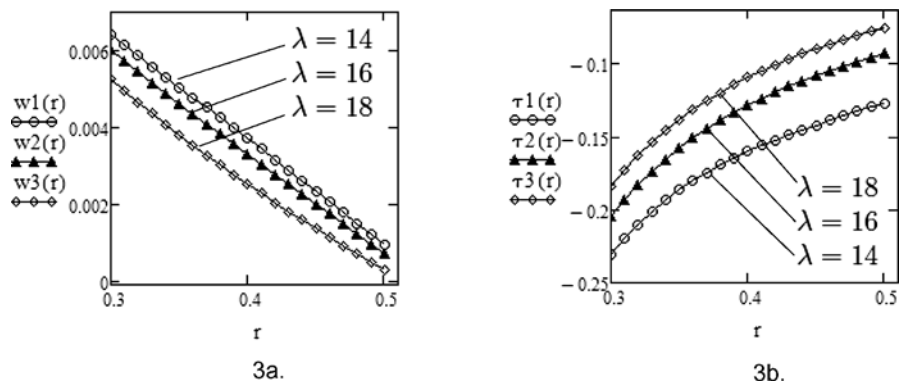 0.006
0.004
0.002
0
w1(r)
w2(r)
w3(r)
λ = 14
λ = 16
λ = 18
0.3
0.4
0.5
r
3a.
−0.1
−0.15
−0.2
−0.25
τ1(r)
τ2(r)
τ3(r)
λ = 18
λ = 16
λ = 14
0.3
0.4
0.5
r
3b.